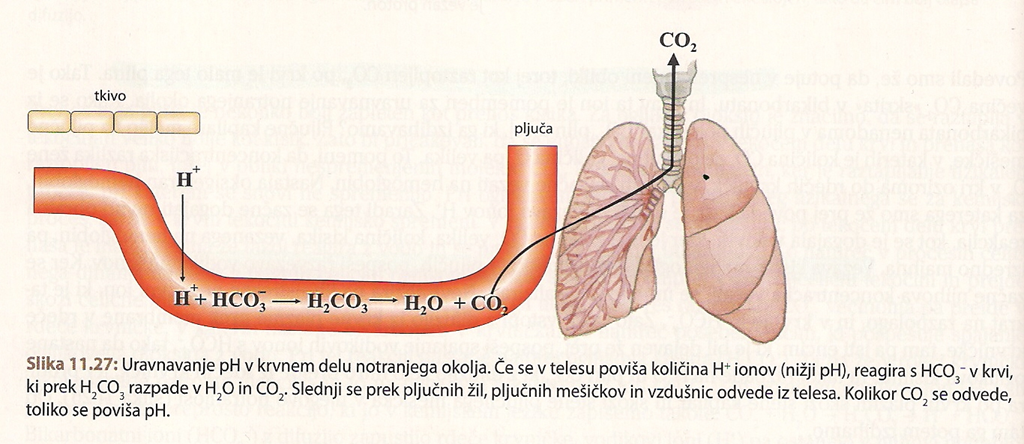 CO₂
tkivo
pljuča
H⁺
H⁺ + HCO₃⁻ → H₂CO₃ → H₂O + CO₂
Slika 11.27: Uravnavanje pH v krvnem delu notranjega okolja. Če se v telesu poviša količina H⁺ ionov (nižji pH), reagira s HCO₃⁻ v krvi,
ki prek H₂CO₃ razpade v H₂O in CO₂. Slednji se prek pljučnih žil, pljučnih mešičkov in vzdušnic odvede iz telesa. Kolikor CO₂ se odvede,
toliko se poviša pH.